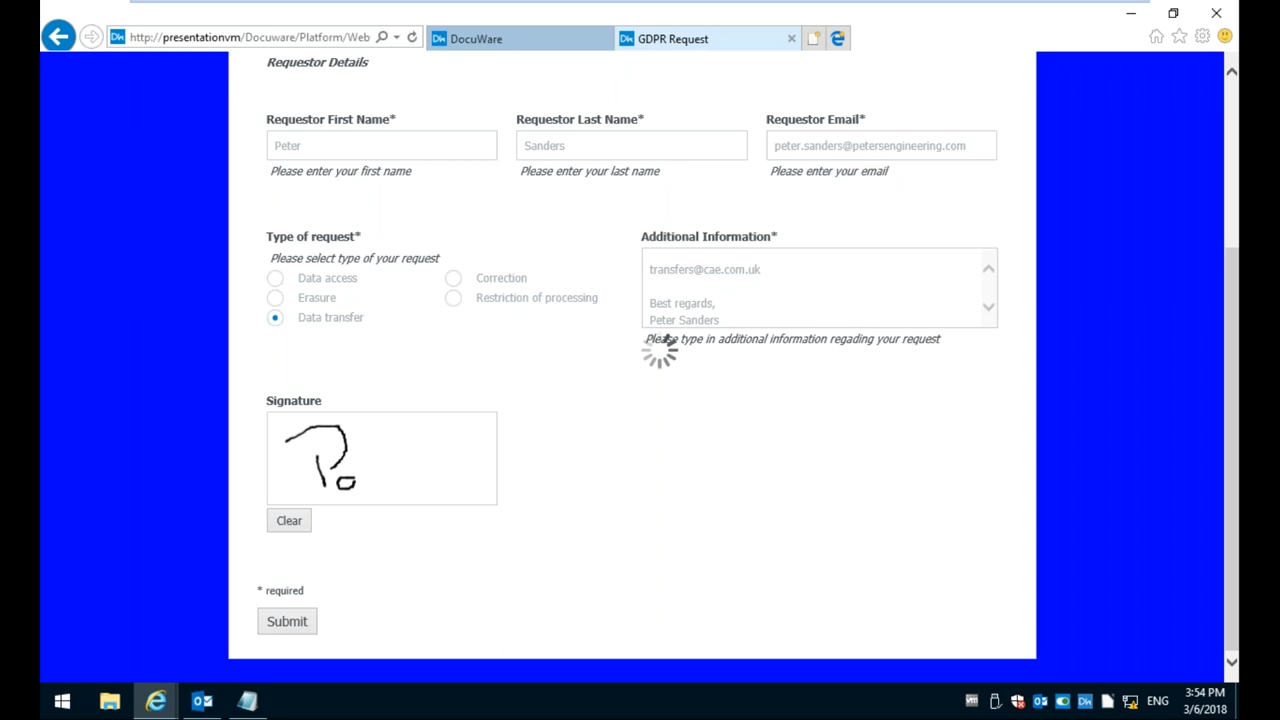 http://presentationvm/Docuware/Platform/Web
DocuWare
GDPR Request
Requestor Details
Requestor First Name*
Requestor Last Name*
Requestor Email*
Peter
Sanders
peter.sanders@petersengineering.com
Please enter your first name
Please enter your last name
Please enter your email
Type of request*
Please select type of your request
Data access
Correction
Erasure
Restriction of processing
Data transfer
Additional Information*
transfers@cae.com.uk
Best regards,
Peter Sanders
Please type in additional information regading your request
Signature
Clear
* required
Submit
ENG
3:54 PM
3/6/2018